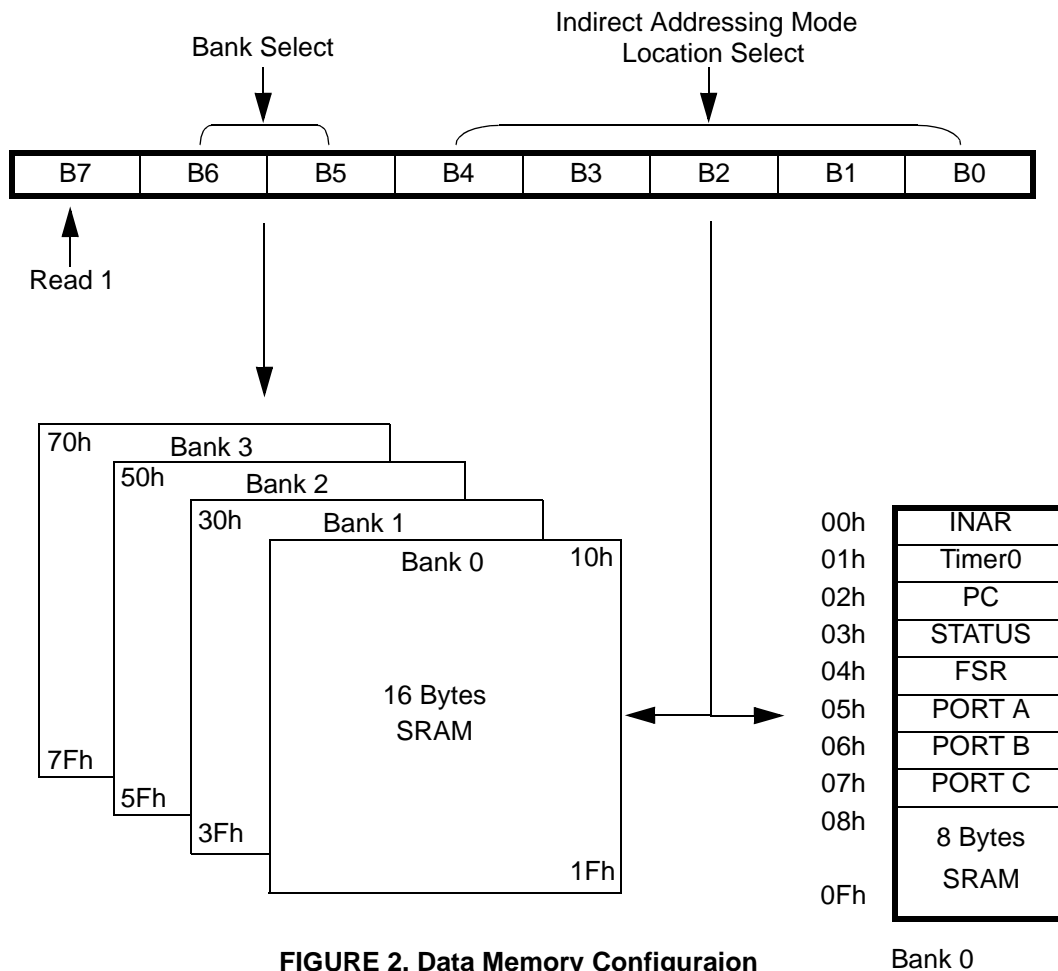 Indirect Addressing Mode
Location Select
Bank Select
B7 B6 B5 B4 B3 B2 B1 B0
Read 1
70h Bank 3
50h Bank 2
30h Bank 1
Bank 0 10h
16 Bytes
SRAM
7Fh
5Fh
3Fh
1Fh
00h INAR
01h Timer0
02h PC
03h STATUS
04h FSR
05h PORT A
06h PORT B
07h PORT C
08h
8 Bytes
SRAM
0Fh
Bank 0
FIGURE 2. Data Memory Configuraion